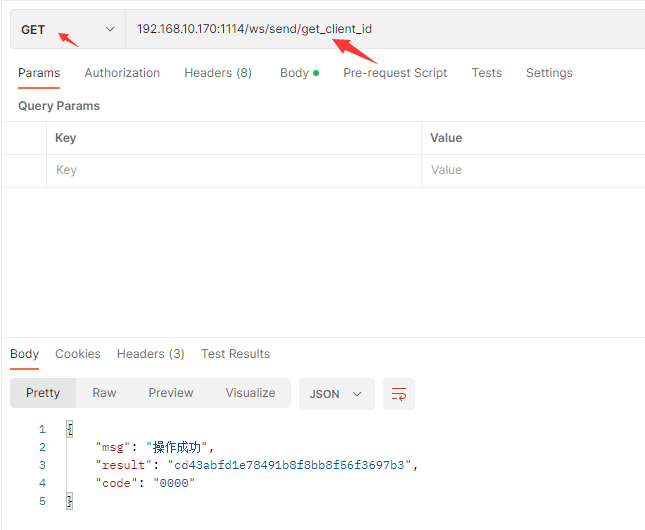 GET 192.168.10.170:1114/ws/send/get_client_id
Params Authorization Headers (8) Body Pre-request Script Tests Settings
Query Params
Key Value
Key Value
Body Cookies Headers (3) Test Results
Pretty Raw Preview Visualize JSON
1 {
2 "msg": "操作成功",
3 "result": "cd43abfd1e78491b8f8bb8f56f3697b3",
4 "code": "0000"
5 }